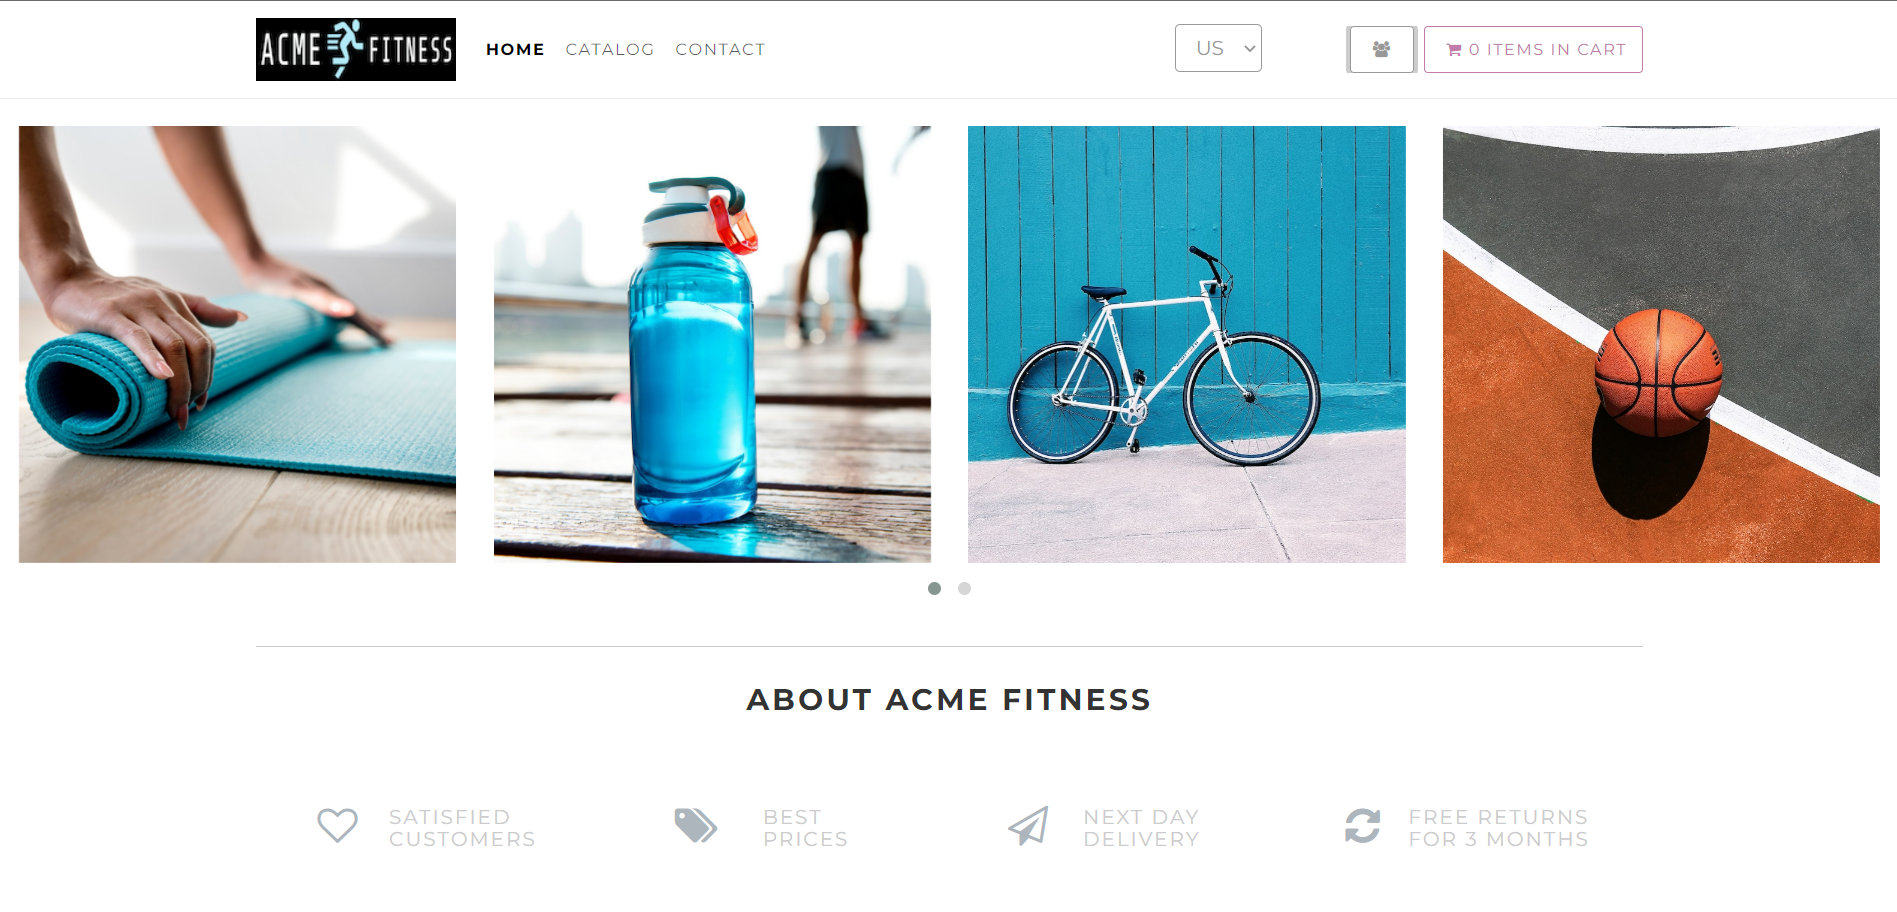 ACME FITNESS
HOME CATALOG CONTACT
US
0 ITEMS IN CART
ABOUT ACME FITNESS
SATISFIED
CUSTOMERS
BEST
PRICES
NEXT DAY
DELIVERY
FREE RETURNS
FOR 3 MONTHS